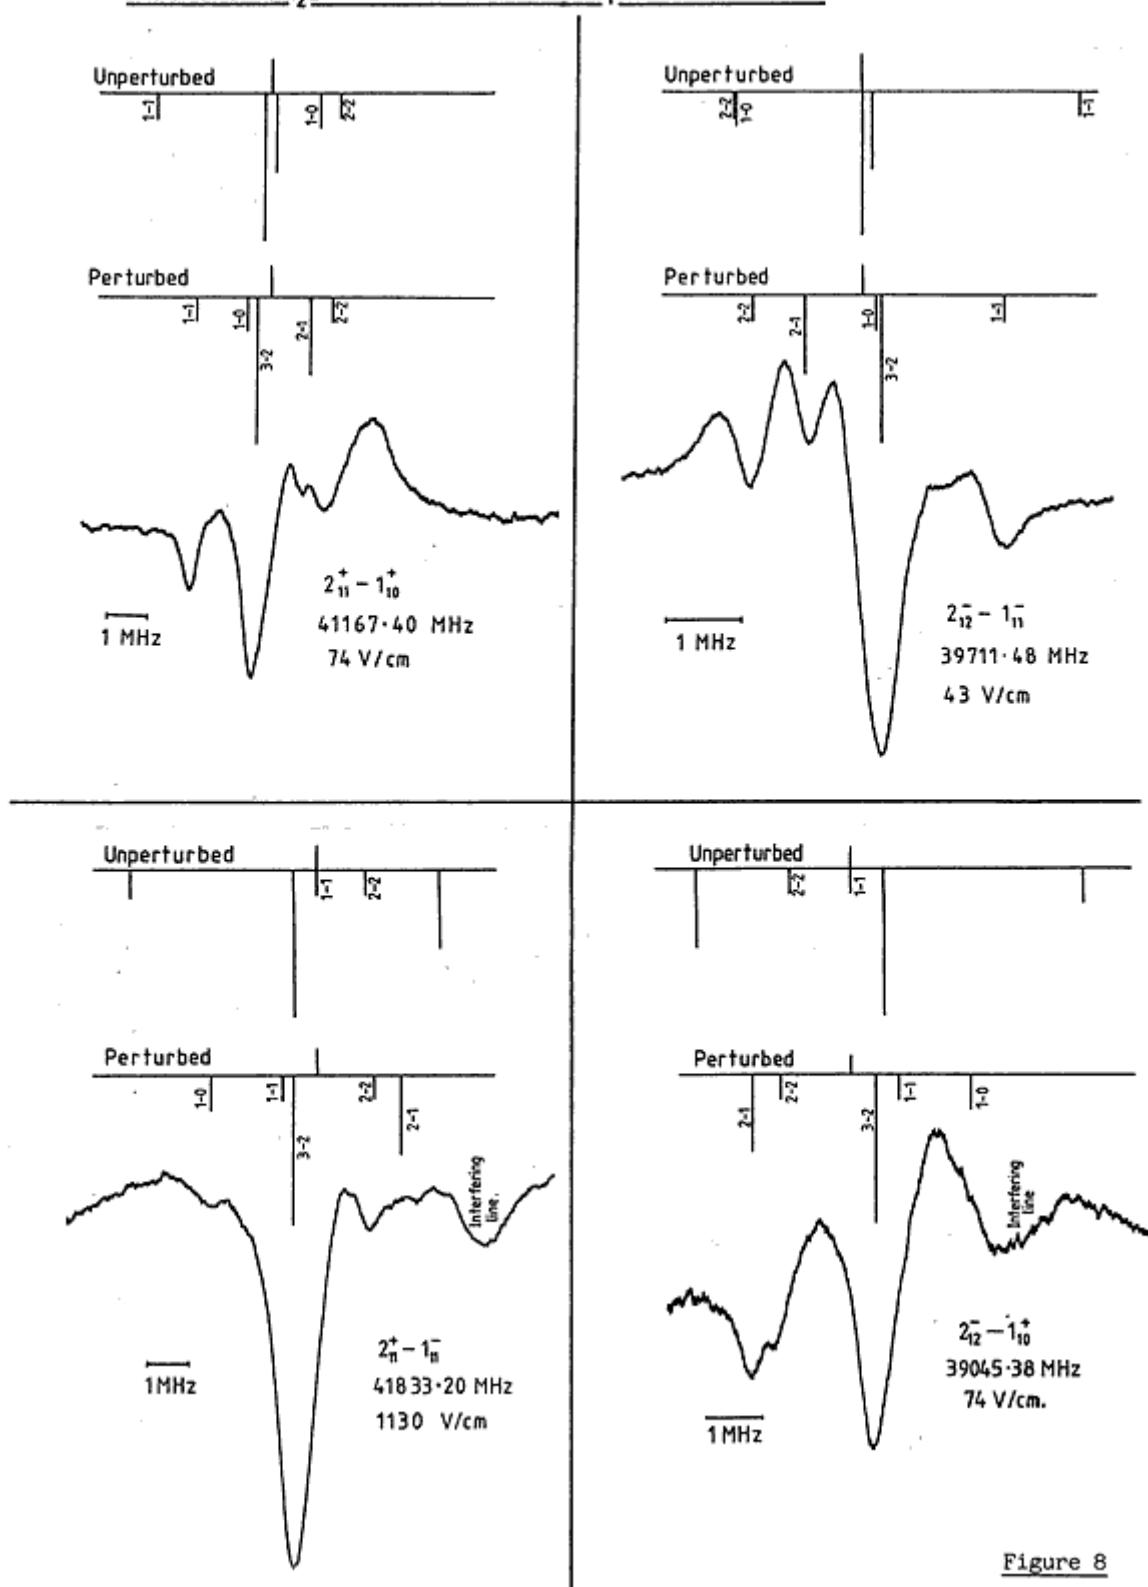 Unperturbed
1-1
1-0
2-2
Perturbed
1-1
1-0
3-2
2-1
2-2
2₁₁⁺ – 1₁₀⁺
41167·40 MHz
74 V/cm
1 MHz
Unperturbed
2-2
1-0
1-1
Perturbed
2-2
2-1
1-0
3-2
1-1
2₁₂⁻ – 1₁₁⁻
39711·48 MHz
43 V/cm
1 MHz
Unperturbed
1-1
2-2
Perturbed
1-0
1-1
3-2
2-2
2-1
Interfering
line.
2₁₁⁺ – 1₁₁⁻
41833·20 MHz
1130 V/cm
1MHz
Unperturbed
2-2
1-1
Perturbed
2-1
2-2
3-2
1-1
1-0
Interfering
line
2₁₂⁻ – 1₁₀⁺
39045·38 MHz
74 V/cm.
1MHz
Figure 8